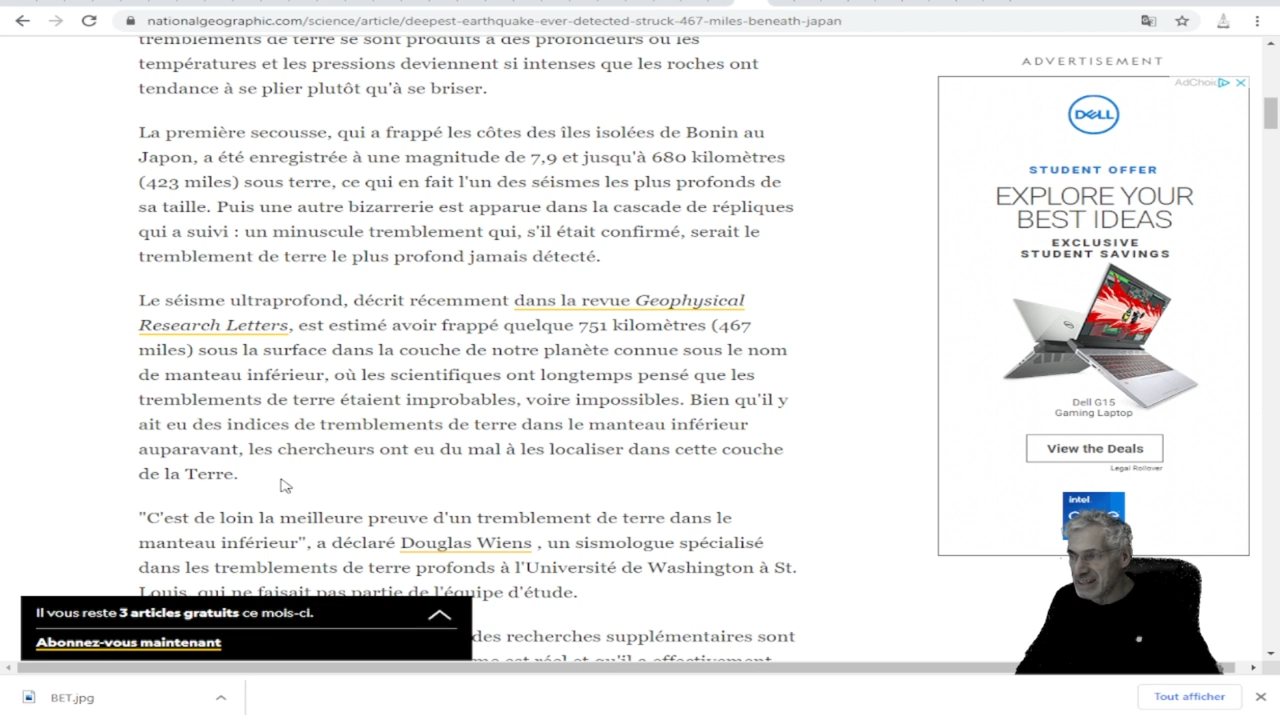 nationalgeographic.com/science/article/deepest-earthquake-ever-detected-struck-467-miles-beneath-japan
tremblements de terre se sont produits à des profondeurs où les
températures et les pressions deviennent si intenses que les roches ont
tendance à se plier plutôt qu'à se briser.
La première secousse, qui a frappé les côtes des îles isolées de Bonin au
Japon, a été enregistrée à une magnitude de 7,9 et jusqu'à 680 kilomètres
(423 miles) sous terre, ce qui en fait l'un des séismes les plus profonds de
sa taille. Puis une autre bizarrerie est apparue dans la cascade de répliques
qui a suivi : un minuscule tremblement qui, s'il était confirmé, serait le
tremblement de terre le plus profond jamais détecté.
Le séisme ultraprofond, décrit récemment dans la revue Geophysical
Research Letters, est estimé avoir frappé quelque 751 kilomètres (467
miles) sous la surface dans la couche de notre planète connue sous le nom
de manteau inférieur, où les scientifiques ont longtemps pensé que les
tremblements de terre étaient improbables, voire impossibles. Bien qu'il y
ait eu des indices de tremblements de terre dans le manteau inférieur
auparavant, les chercheurs ont eu du mal à les localiser dans cette couche
de la Terre.
"C'est de loin la meilleure preuve d'un tremblement de terre dans le
manteau inférieur", a déclaré Douglas Wiens , un sismologue spécialisé
dans les tremblements de terre profonds à l'Université de Washington à St.
Louis, qui ne faisait pas partie de l'équipe d'étude.
des recherches supplémentaires sont
est réel et qu'il a effectivement
Il vous reste 3 articles gratuits ce mois-ci.
Abonnez-vous maintenant
ADVERTISEMENT
AdChoic
DELL
STUDENT OFFER
EXPLORE YOUR
BEST IDEAS
EXCLUSIVE
STUDENT SAVINGS
Dell G15
Gaming Laptop
View the Deals
Legal Rollover
intel
BET.jpg
Tout afficher